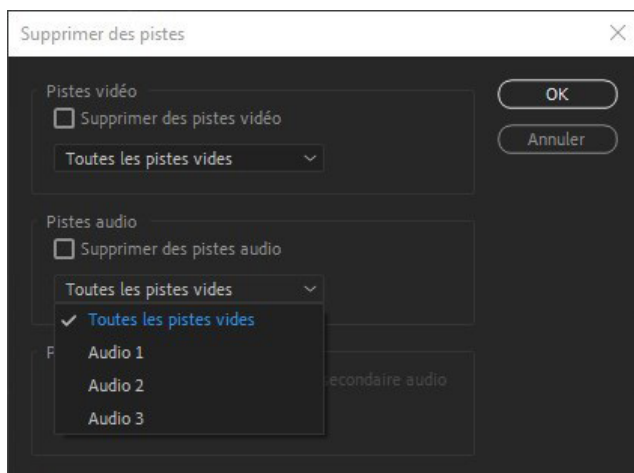 Supprimer des pistes
Pistes vidéo
OK
Supprimer des pistes vidéo
Annuler
Toutes les pistes vides
Pistes audio
Supprimer des pistes audio
Toutes les pistes vides
Toutes les pistes vides
Audio 1
secondaire audio
Audio 2
Audio 3